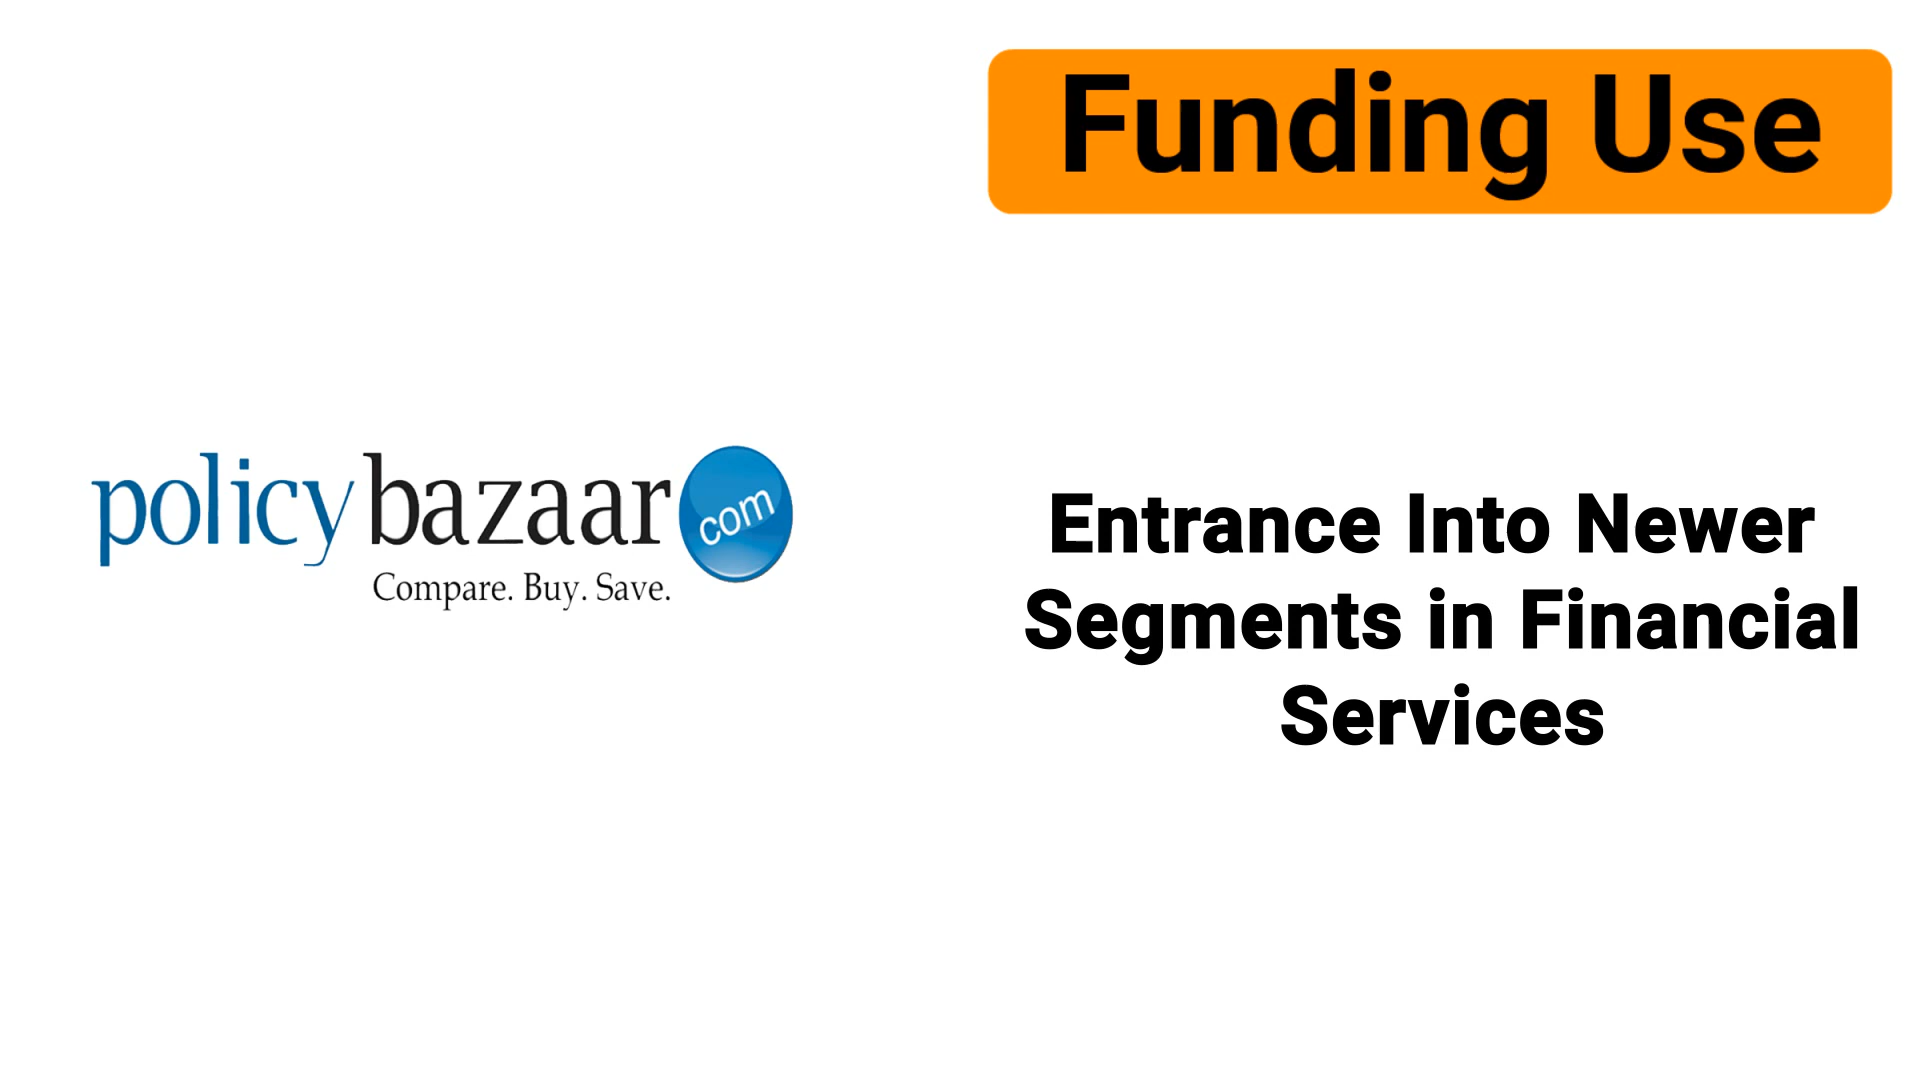 Funding Use
policybazaar com
Compare. Buy. Save.
Entrance Into Newer
Segments in Financial
Services